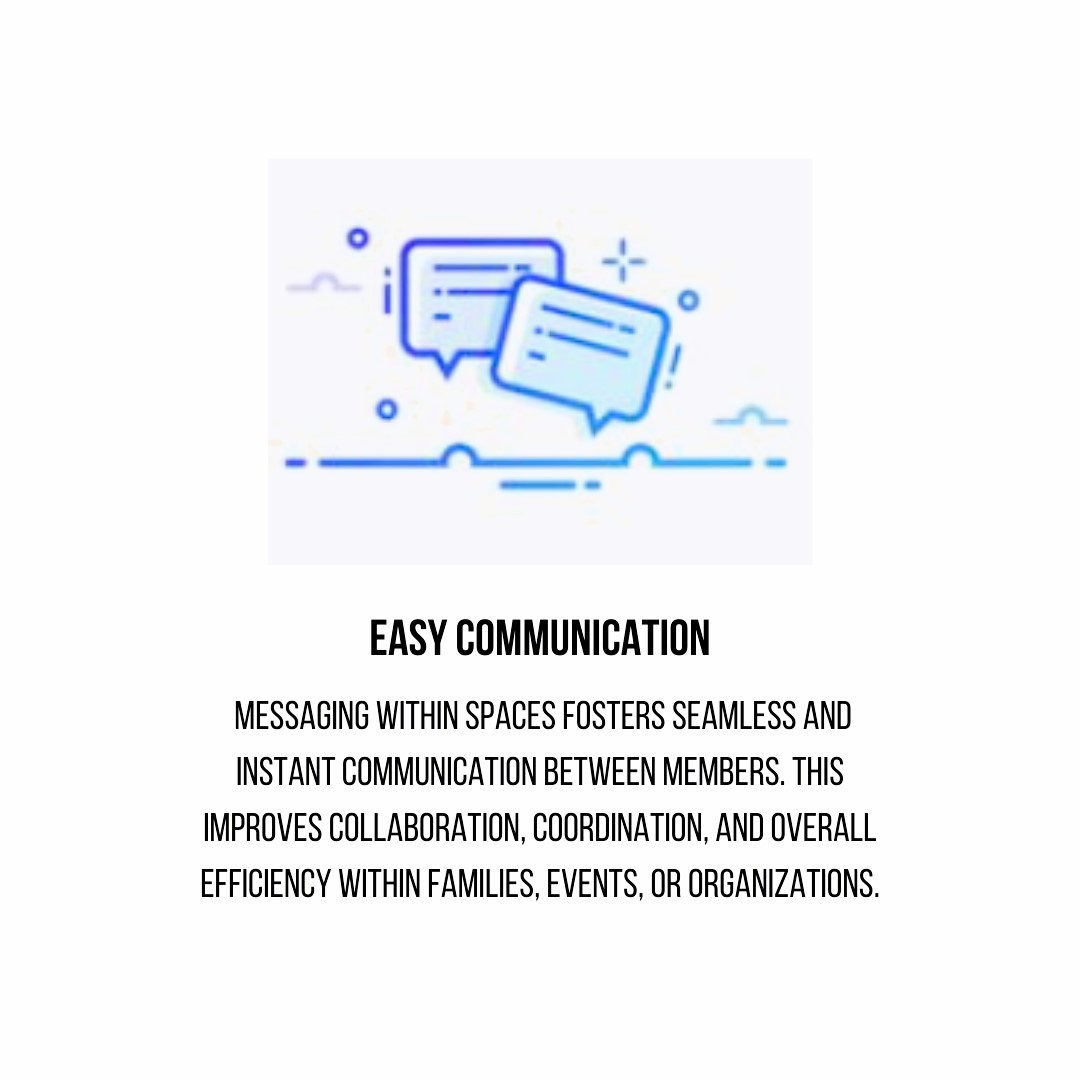 EASY COMMUNICATION
MESSAGING WITHIN SPACES FOSTERS SEAMLESS AND
INSTANT COMMUNICATION BETWEEN MEMBERS. THIS
IMPROVES COLLABORATION, COORDINATION, AND OVERALL
EFFICIENCY WITHIN FAMILIES, EVENTS, OR ORGANIZATIONS.